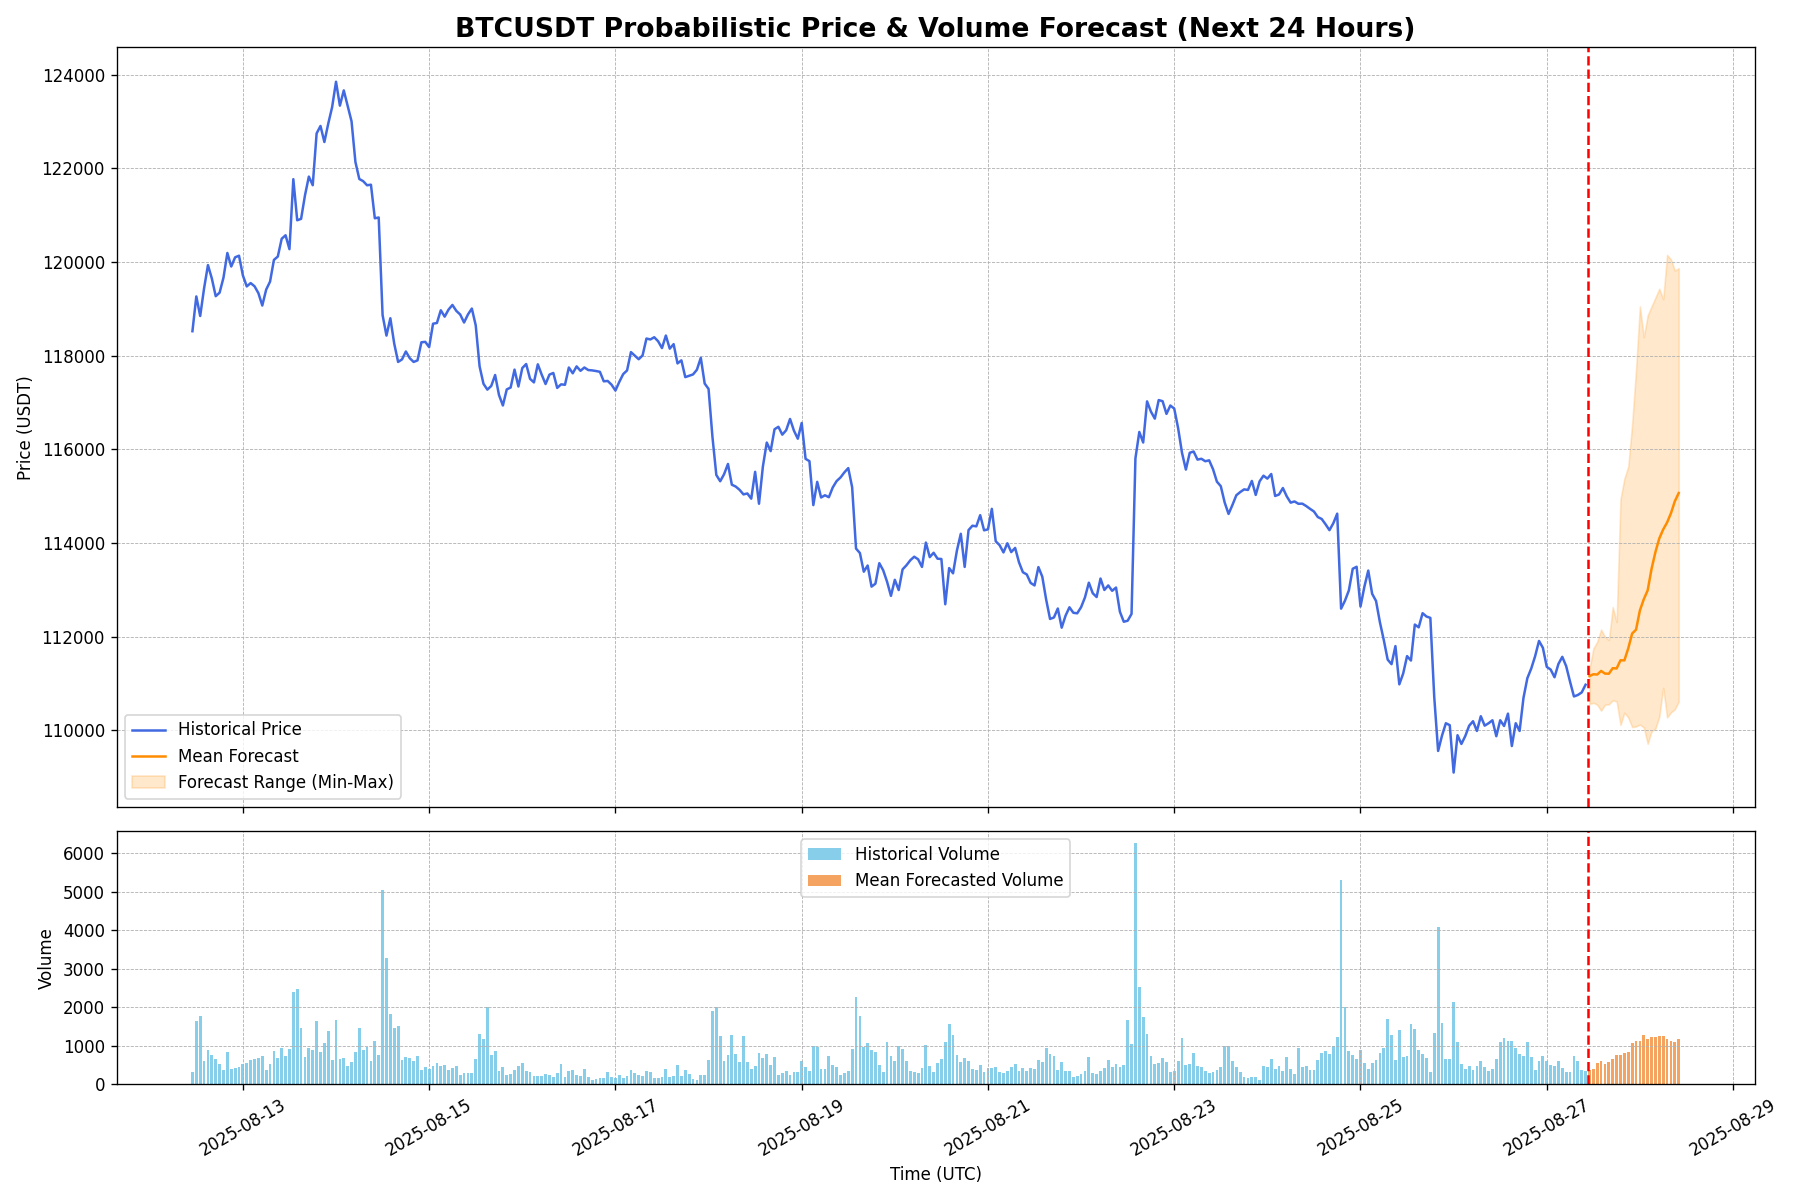 BTCUSDT Probabilistic Price & Volume Forecast (Next 24 Hours)
124000
122000
120000
118000
116000
114000
112000
110000
Price (USDT)
Historical Price
Mean Forecast
Forecast Range (Min-Max)
6000
5000
4000
3000
2000
1000
0
Volume
Historical Volume
Mean Forecasted Volume
2025-08-13
2025-08-15
2025-08-17
2025-08-19
2025-08-21
2025-08-23
2025-08-25
2025-08-27
2025-08-29
Time (UTC)